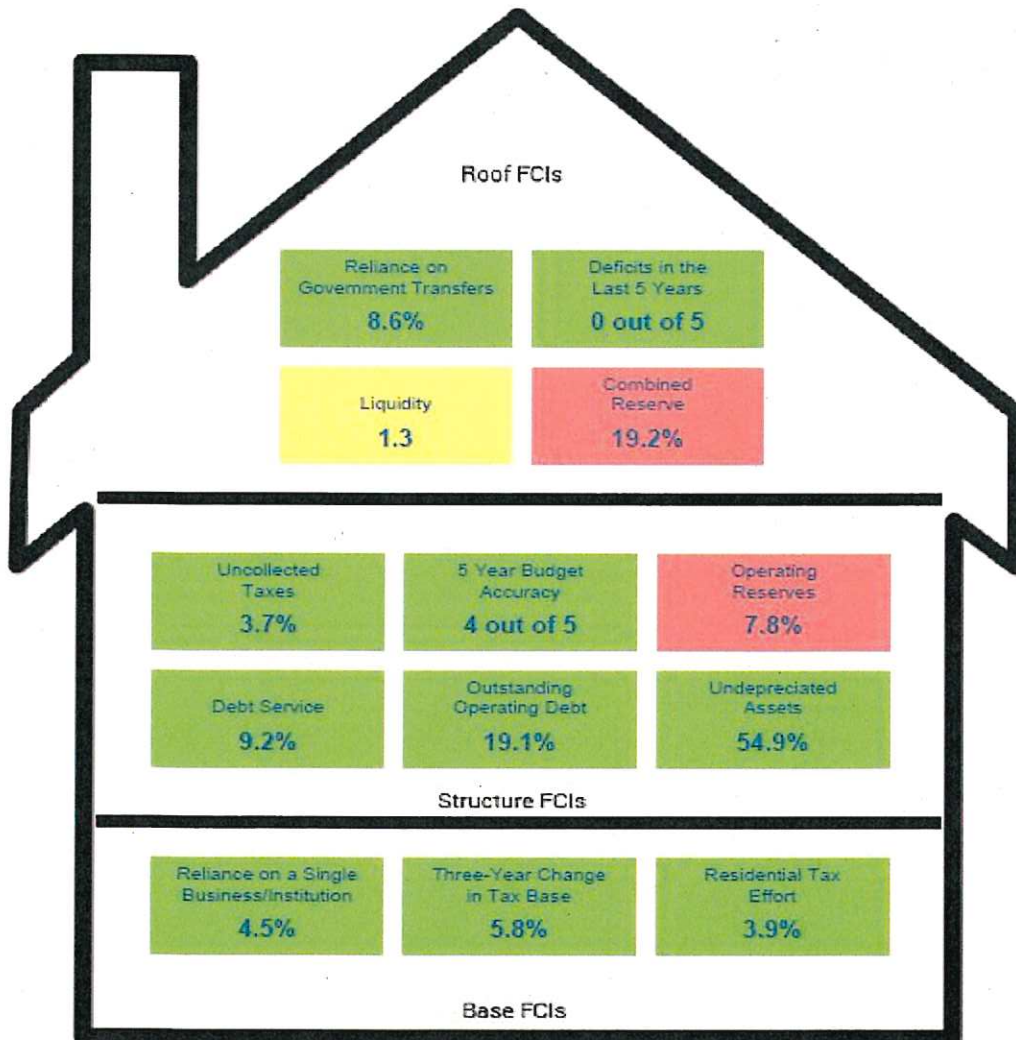 Roof FCIs
Reliance on
Government Transfers
8.6%
Deficits in the
Last 5 Years
0 out of 5
Liquidity
1.3
Combined
Reserve
19.2%
Uncollected
Taxes
3.7%
5 Year Budget
Accuracy
4 out of 5
Operating
Reserves
7.8%
Debt Service
9.2%
Outstanding
Operating Debt
19.1%
Undepreciated
Assets
54.9%
Structure FCIs
Reliance on a Single
Business/Institution
4.5%
Three-Year Change
in Tax Base
5.8%
Residential Tax
Effort
3.9%
Base FCIs